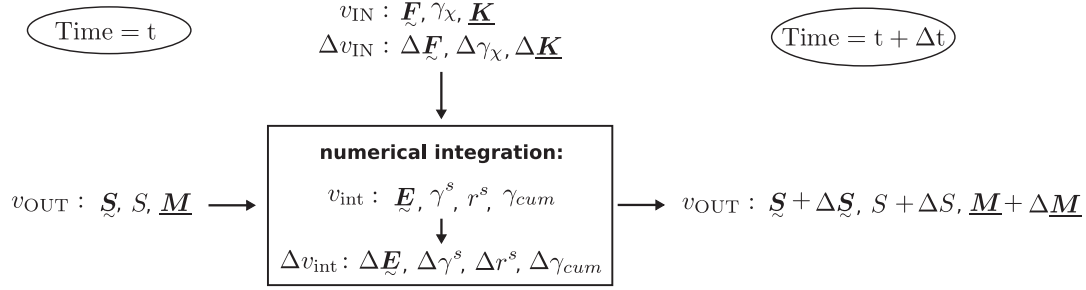 Time = t
v_IN : F, γ_χ, K
Δv_IN : ΔF, Δγ_χ, ΔK
Time = t + Δt
numerical integration:
v_int : E, γ^s, r^s, γ_cum
Δv_int : ΔE, Δγ^s, Δr^s, Δγ_cum
v_OUT : S, S, M
v_OUT : S + ΔS, S + ΔS, M + ΔM